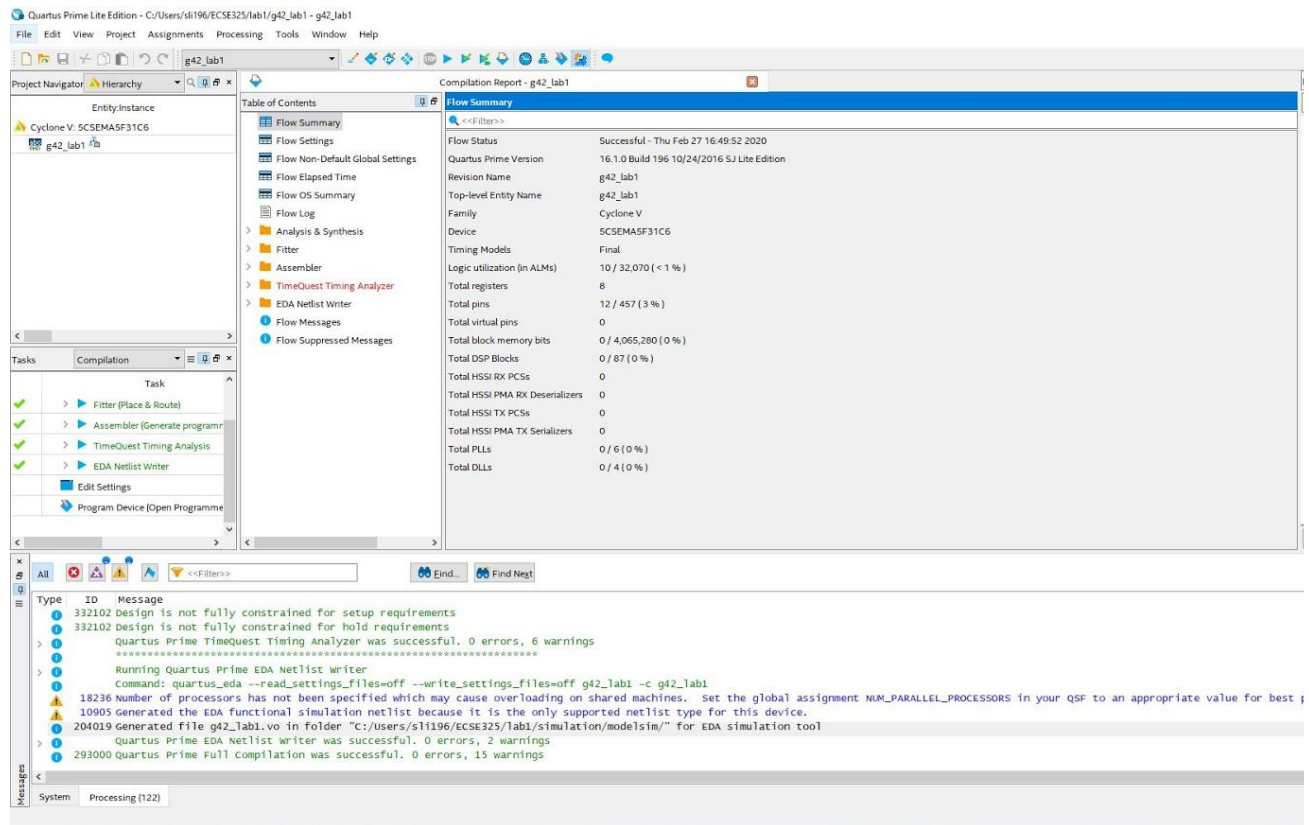 Quartus Prime Lite Edition - C:/Users/sli196/ECSE325/lab1/g42_lab1 - g42_lab1
File Edit View Project Assignments Processing Tools Window Help
g42_lab1
Project Navigator Hierarchy
Entity:Instance
Cyclone V: 5CSEMA5F31C6
g42_lab1
Compilation Report - g42_lab1
Table of Contents
Flow Summary
Flow Settings
Flow Non-Default Global Settings
Flow Elapsed Time
Flow OS Summary
Flow Log
Analysis & Synthesis
Fitter
Assembler
TimeQuest Timing Analyzer
EDA Netlist Writer
Flow Messages
Flow Suppressed Messages
Flow Summary
<<Filter>>
Flow Status Successful - Thu Feb 27 16:49:52 2020
Quartus Prime Version 16.1.0 Build 196 10/24/2016 SJ Lite Edition
Revision Name g42_lab1
Top-level Entity Name g42_lab1
Family Cyclone V
Device 5CSEMA5F31C6
Timing Models Final
Logic utilization (in ALMs) 10 / 32,070 ( < 1 % )
Total registers 8
Total pins 12 / 457 ( 3 % )
Total virtual pins 0
Total block memory bits 0 / 4,065,280 ( 0 % )
Total DSP Blocks 0 / 87 ( 0 % )
Total HSSI RX PCSs 0
Total HSSI PMA RX Deserializers 0
Total HSSI TX PCSs 0
Total HSSI PMA TX Serializers 0
Total PLLs 0 / 6 ( 0 % )
Total DLLs 0 / 4 ( 0 % )
Tasks Compilation
Task
Fitter (Place & Route)
Assembler (Generate programr
TimeQuest Timing Analysis
EDA Netlist Writer
Edit Settings
Program Device (Open Programme
All <<Filter>> Find... Find Next
Type ID Message
332102 Design is not fully constrained for setup requirements
332102 Design is not fully constrained for hold requirements
Quartus Prime TimeQuest Timing Analyzer was successful. 0 errors, 6 warnings
*******************************************************************
Running Quartus Prime EDA Netlist Writer
Command: quartus_eda --read_settings_files=off --write_settings_files=off g42_lab1 -c g42_lab1
18236 Number of processors has not been specified which may cause overloading on shared machines. Set the global assignment NUM_PARALLEL_PROCESSORS in your QSF to an appropriate value for best p
10905 Generated the EDA functional simulation netlist because it is the only supported netlist type for this device.
204019 Generated file g42_lab1.vo in folder "C:/Users/sli196/ECSE325/lab1/simulation/modelsim/" for EDA simulation tool
Quartus Prime EDA Netlist Writer was successful. 0 errors, 2 warnings
293000 Quartus Prime Full Compilation was successful. 0 errors, 15 warnings
Messages
System Processing (122)